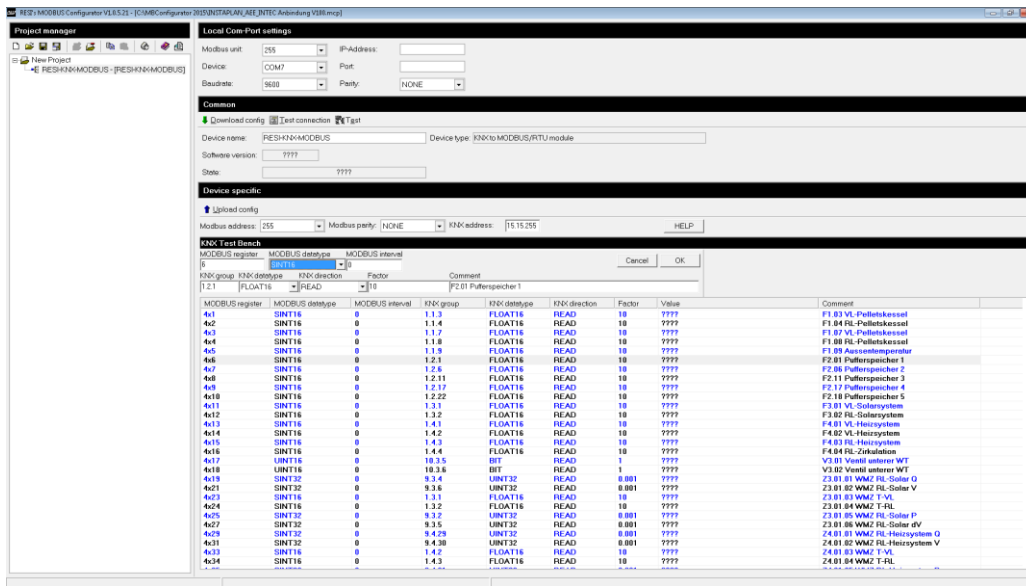 RESI's MODBUS Configurator V1.0.5.21 - [C:\MBConfigurator 2015\INSTAPLAN_AEE_INTEC Anbindung V1\10.mcp]
Project manager
New Project
RESI-KNX-MODBUS - [RESI-KNX-MODBUS]
Local Com-Port settings
Modbus unit: 255 IP-Address:
Device: COM7 Port:
Baudrate: 9600 Parity: NONE
Common
Download config Test connection Test
Device name: RESI-KNX-MODBUS Device type: KNX to MODBUS/RTU module
Software version: ????
State: ????
Device specific
Upload config
Modbus address: 255 Modbus parity: NONE KNX address: 15.15.255 HELP
KNX Test Bench
MODBUS register MODBUS datetype MODBUS interval
6 SINT16 0 Cancel OK
KNX group KNX datetype KNX direction Factor Comment
1.2.1 FLOAT16 READ 10 F2.01 Pufferspeicher 1
MODBUS register MODBUS datetype MODBUS interval KNX group KNX datetype KNX direction Factor Value Comment
4x1 SINT16 0 1.1.3 FLOAT16 READ 10 ???? F1.03 VL-Pelletskessel
4x2 SINT16 0 1.1.4 FLOAT16 READ 10 ???? F1.04 RL-Pelletskessel
4x3 SINT16 0 1.1.7 FLOAT16 READ 10 ???? F1.07 VL-Pelletskessel
4x4 SINT16 0 1.1.8 FLOAT16 READ 10 ???? F1.08 RL-Pelletskessel
4x5 SINT16 0 1.1.9 FLOAT16 READ 10 ???? F1.09 Aussentemperatur
4x6 SINT16 0 1.2.1 FLOAT16 READ 10 ???? F2.01 Pufferspeicher 1
4x7 SINT16 0 1.2.6 FLOAT16 READ 10 ???? F2.06 Pufferspeicher 2
4x8 SINT16 0 1.2.11 FLOAT16 READ 10 ???? F2.11 Pufferspeicher 3
4x9 SINT16 0 1.2.17 FLOAT16 READ 10 ???? F2.17 Pufferspeicher 4
4x10 SINT16 0 1.2.22 FLOAT16 READ 10 ???? F2.18 Pufferspeicher 5
4x11 SINT16 0 1.3.1 FLOAT16 READ 10 ???? F3.01 VL-Solarsystem
4x12 SINT16 0 1.3.2 FLOAT16 READ 10 ???? F3.02 RL-Solarsystem
4x13 SINT16 0 1.4.1 FLOAT16 READ 10 ???? F4.01 VL-Heizsystem
4x14 SINT16 0 1.4.2 FLOAT16 READ 10 ???? F4.02 VL-Heizsystem
4x15 SINT16 0 1.4.3 FLOAT16 READ 10 ???? F4.03 RL-Heizsystem
4x16 SINT16 0 1.4.4 FLOAT16 READ 10 ???? F4.04 RL-Zirkulation
4x17 UINT16 0 10.3.5 BIT READ 1 ???? V3.01 Ventil unterer WT
4x18 UINT16 0 10.3.6 BIT READ 1 ???? V3.02 Ventil unterer WT
4x19 SINT32 0 9.3.4 UINT32 READ 0.001 ???? Z3.01.01 WMZ RL-Solar Q
4x21 SINT32 0 9.3.6 UINT32 READ 0.001 ???? Z3.01.02 WMZ RL-Solar V
4x23 SINT16 0 1.3.1 FLOAT16 READ 10 ???? Z3.01.03 WMZ T-VL
4x24 SINT16 0 1.3.2 FLOAT16 READ 10 ???? Z3.01.04 WMZ T-RL
4x25 SINT32 0 9.3.2 UINT32 READ 0.001 ???? Z3.01.05 WMZ RL-Solar P
4x27 SINT32 0 9.3.5 UINT32 READ 0.001 ???? Z3.01.06 WMZ RL-Solar dV
4x29 SINT32 0 9.4.29 UINT32 READ 0.001 ???? Z4.01.01 WMZ RL-Heizsystem Q
4x31 SINT32 0 9.4.30 UINT32 READ 0.001 ???? Z4.01.02 WMZ RL-Heizsystem V
4x33 SINT16 0 1.4.2 FLOAT16 READ 10 ???? Z4.01.03 WMZ T-VL
4x34 SINT16 0 1.4.3 FLOAT16 READ 10 ???? Z4.01.04 WMZ T-RL